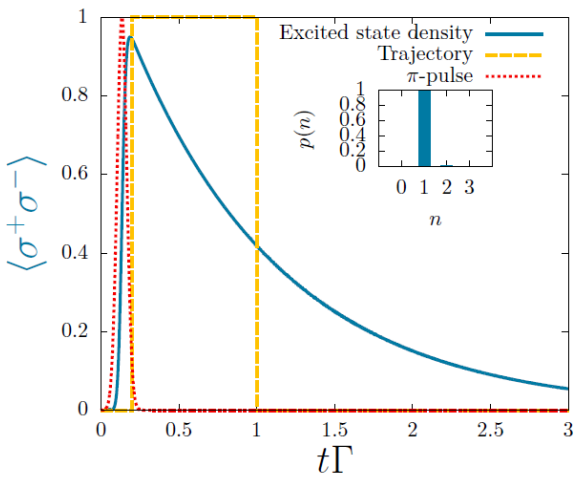 Excited state density
Trajectory
π-pulse
1
0.8
0.6
0.4
0.2
0
⟨σ⁺σ⁻⟩
p(n)
1
0.8
0.6
0.4
0.2
0
0 1 2 3
n
0 0.5 1 1.5 2 2.5 3
tΓ